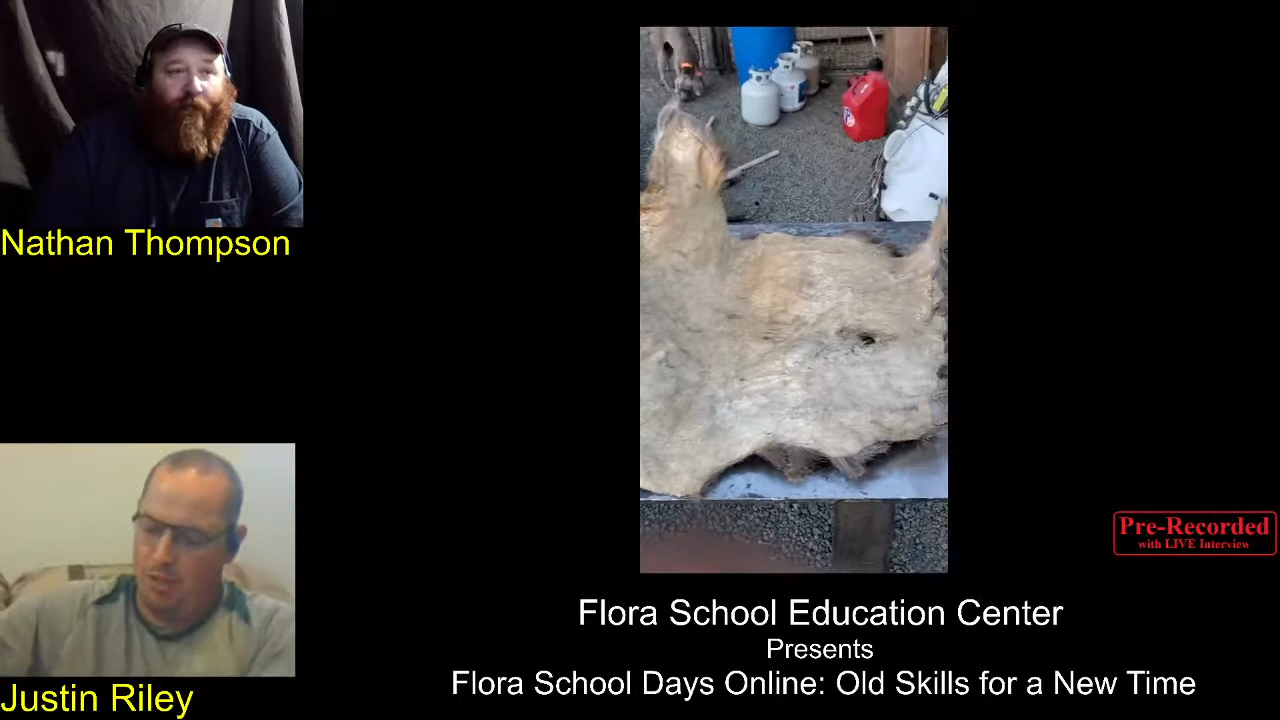 Nathan Thompson
Justin Riley
Pre-Recorded
with LIVE Interview
Flora School Education Center
Presents
Flora School Days Online: Old Skills for a New Time